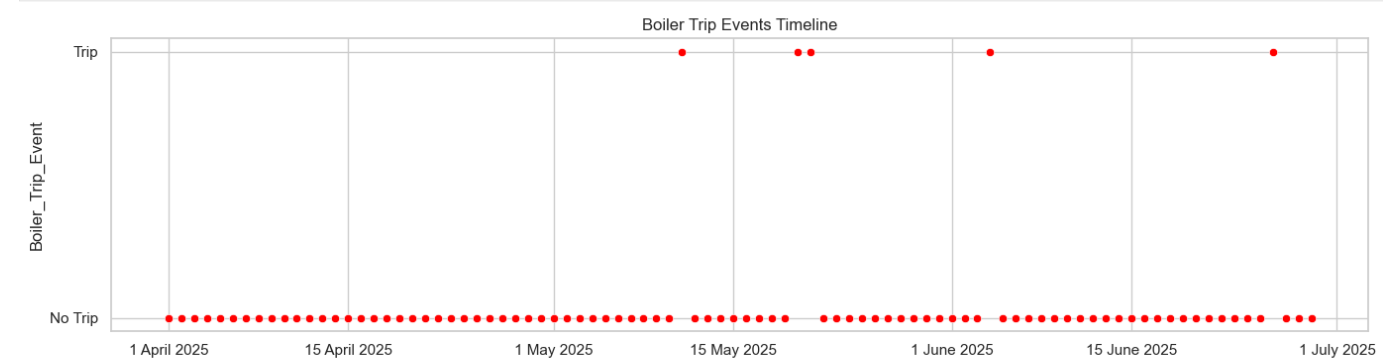 Boiler Trip Events Timeline
Trip
Boiler_Trip_Event
No Trip
1 April 2025
15 April 2025
1 May 2025
15 May 2025
1 June 2025
15 June 2025
1 July 2025